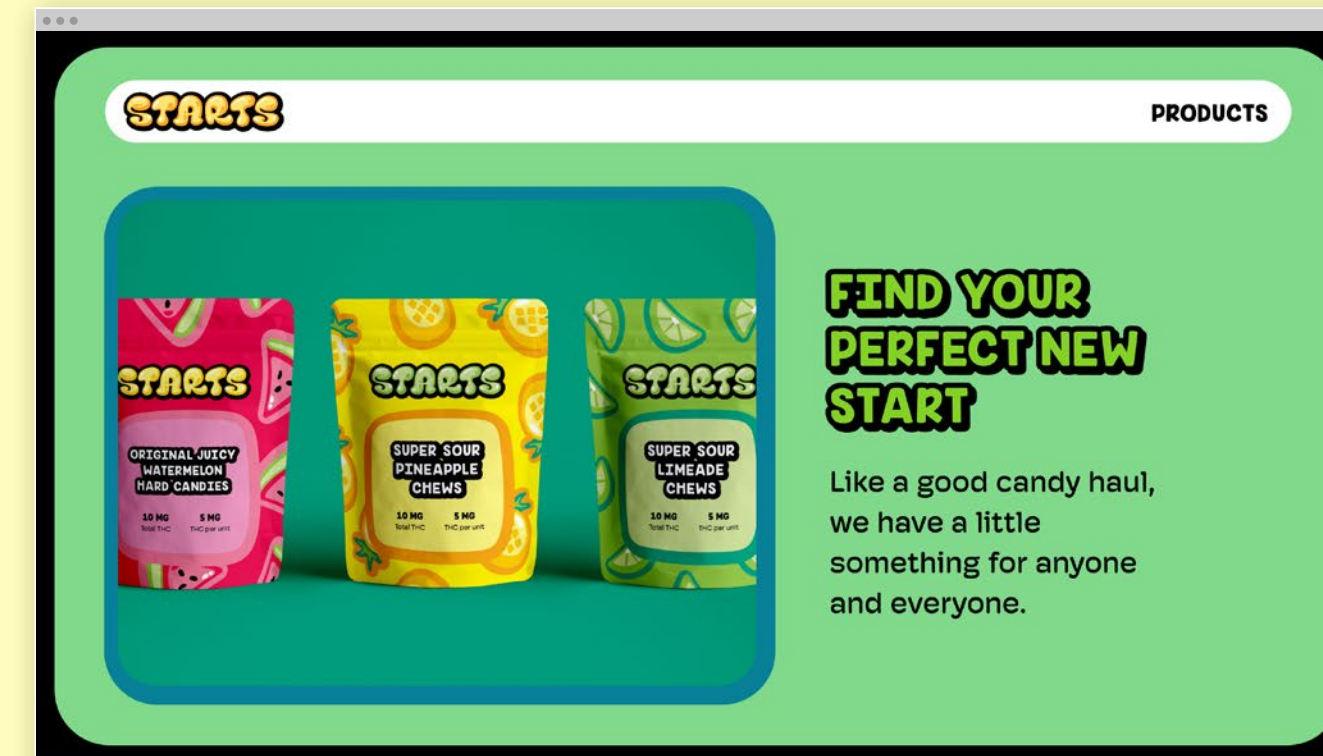 STARTS
PRODUCTS
STARTS
ORIGINAL JUICY
WATERMELON
HARD CANDIES
10 MG 5 MG
Total THC THC per unit
STARTS
SUPER SOUR
PINEAPPLE
CHEWS
10 MG 5 MG
Total THC THC per unit
STARTS
SUPER SOUR
LIMEADE
CHEWS
10 MG 5 MG
Total THC THC per unit
FIND YOUR
PERFECT NEW
START
Like a good candy haul,
we have a little
something for anyone
and everyone.